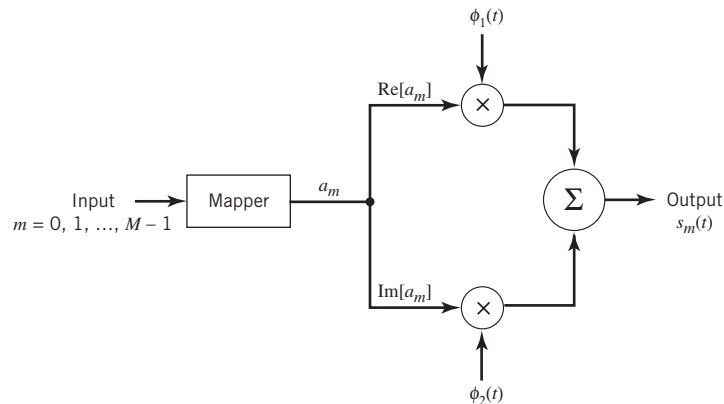 ϕ₁(t)
Re[aₘ]
×
Input
m = 0, 1, ..., M – 1
Mapper
aₘ
Σ
Output
sₘ(t)
Im[aₘ]
×
ϕ₂(t)